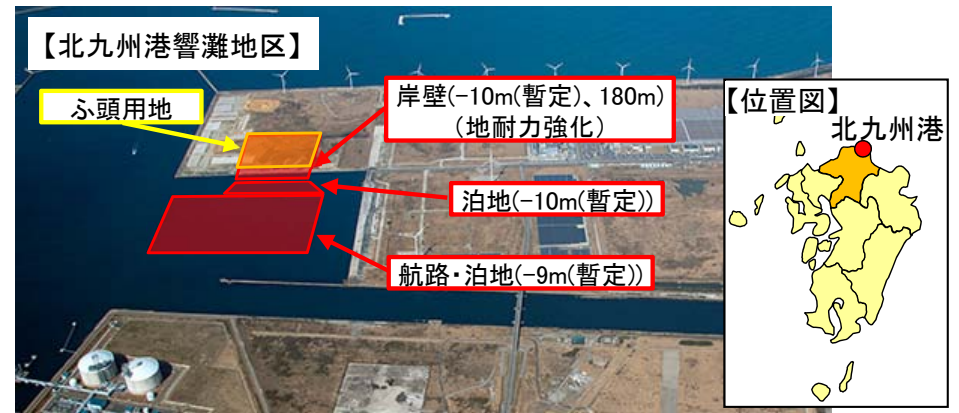 【北九州港響灘地区】
ふ頭用地
岸壁(-10m(暫定)、180m)
(地耐力強化)
泊地(-10m(暫定))
航路・泊地(-9m(暫定))
【位置図】
北九州港